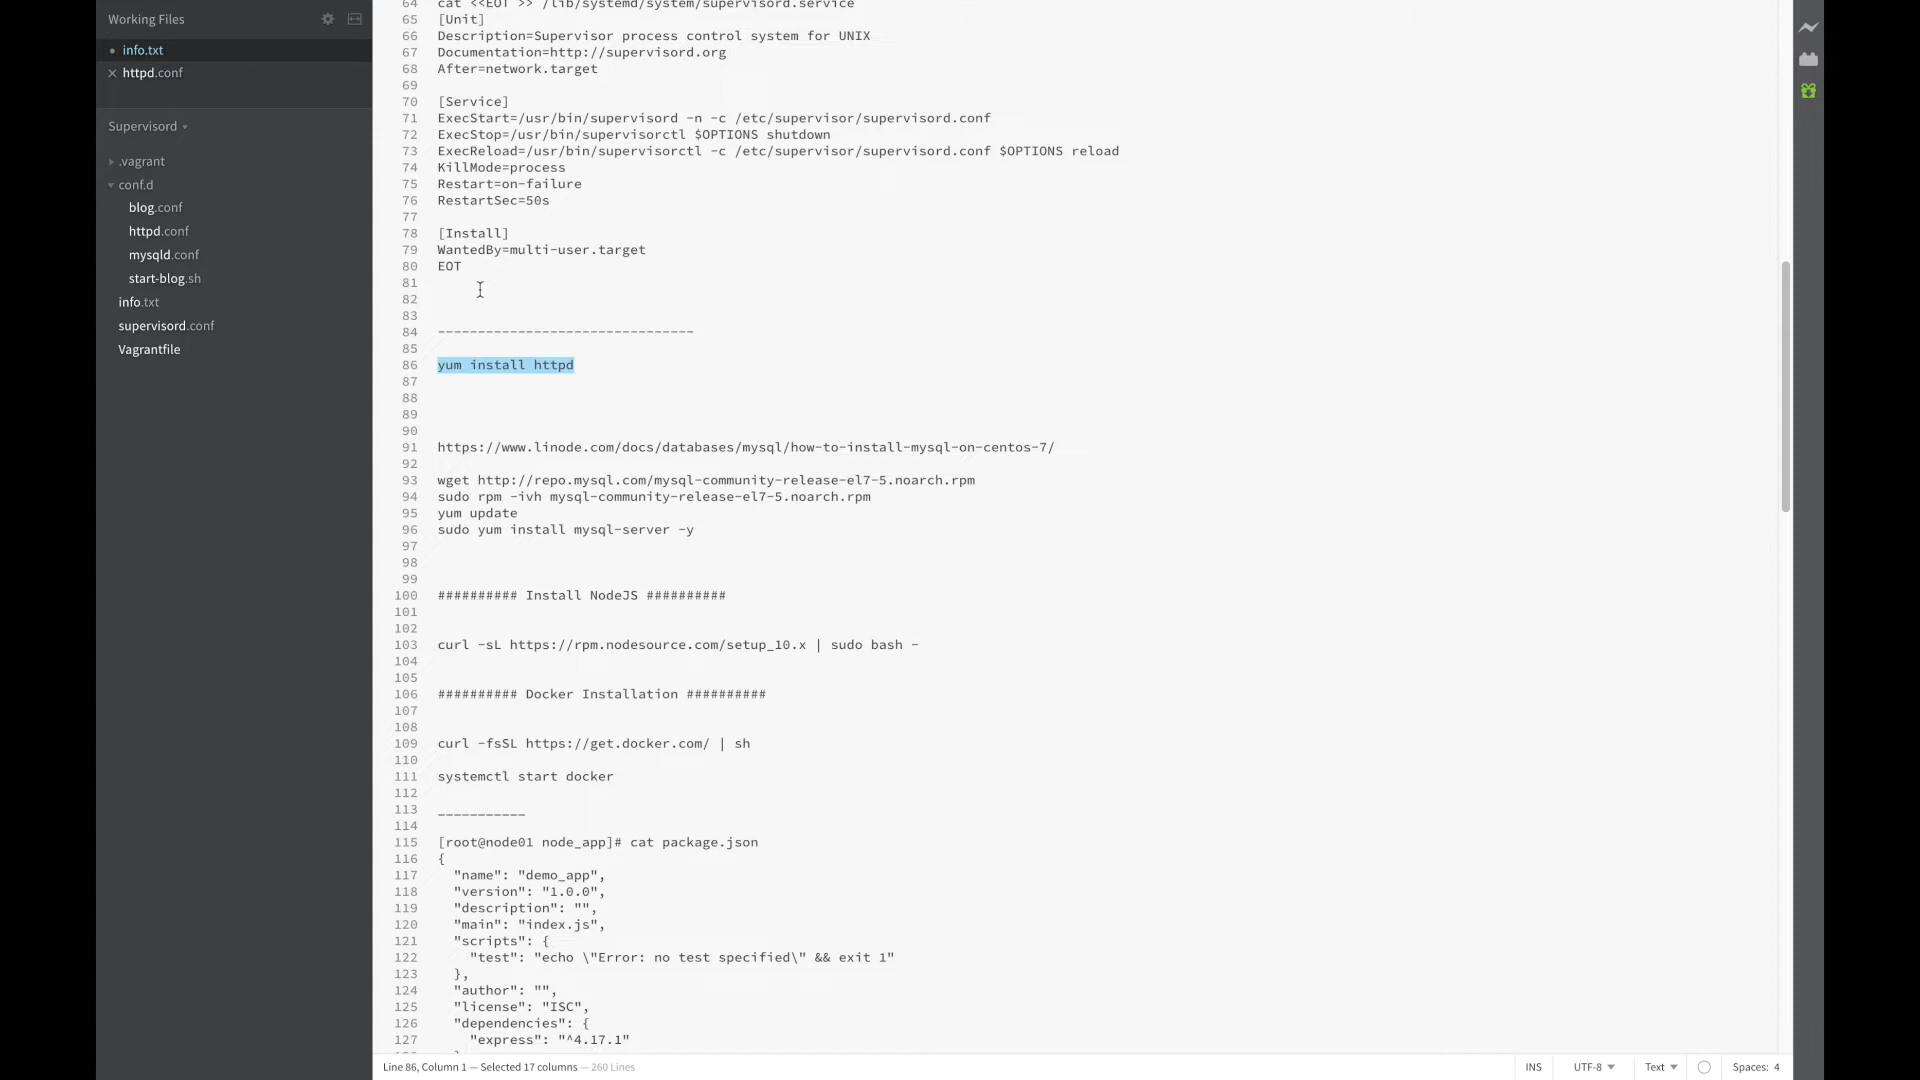 Working Files
info.txt
httpd.conf
Supervisord
.vagrant
conf.d
blog.conf
httpd.conf
mysqld.conf
start-blog.sh
info.txt
supervisord.conf
Vagrantfile
64 cat <<EOT >> /lib/systemd/system/supervisord.service
65 [Unit]
66 Description=Supervisor process control system for UNIX
67 Documentation=http://supervisord.org
68 After=network.target
69
70 [Service]
71 ExecStart=/usr/bin/supervisord -n -c /etc/supervisor/supervisord.conf
72 ExecStop=/usr/bin/supervisorctl $OPTIONS shutdown
73 ExecReload=/usr/bin/supervisorctl -c /etc/supervisor/supervisord.conf $OPTIONS reload
74 KillMode=process
75 Restart=on-failure
76 RestartSec=50s
77
78 [Install]
79 WantedBy=multi-user.target
80 EOT
81
82
83
84 --------------------------------
85
86 yum install httpd
87
88
89
90
91 https://www.linode.com/docs/databases/mysql/how-to-install-mysql-on-centos-7/
92
93 wget http://repo.mysql.com/mysql-community-release-el7-5.noarch.rpm
94 sudo rpm -ivh mysql-community-release-el7-5.noarch.rpm
95 yum update
96 sudo yum install mysql-server -y
97
98
99
100 ########## Install NodeJS ##########
101
102
103 curl -sL https://rpm.nodesource.com/setup_10.x | sudo bash -
104
105
106 ########## Docker Installation ##########
107
108
109 curl -fsSL https://get.docker.com/ | sh
110
111 systemctl start docker
112
113 ___________
114
115 [root@node01 node_app]# cat package.json
116 {
117 "name": "demo_app",
118 "version": "1.0.0",
119 "description": "",
120 "main": "index.js",
121 "scripts": {
122 "test": "echo \"Error: no test specified\" && exit 1"
123 },
124 "author": "",
125 "license": "ISC",
126 "dependencies": {
127 "express": "^4.17.1"
Line 86, Column 1 — Selected 17 columns — 260 Lines
INS UTF-8 Text Spaces: 4